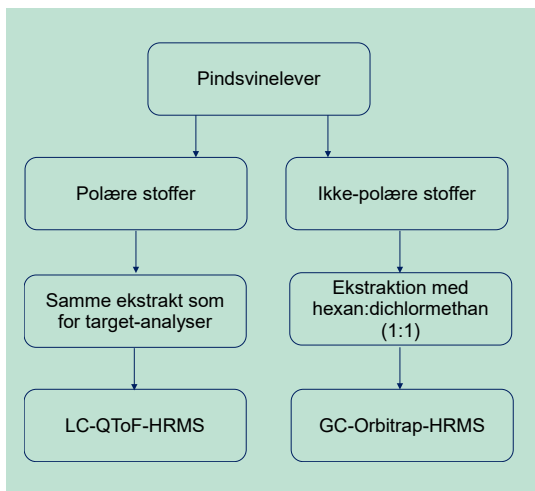 Pindsvinelever
Polære stoffer
Ikke-polære stoffer
Samme ekstrakt som
for target-analyser
Ekstraktion med
hexan:dichlormethan
(1:1)
LC-QToF-HRMS
GC-Orbitrap-HRMS